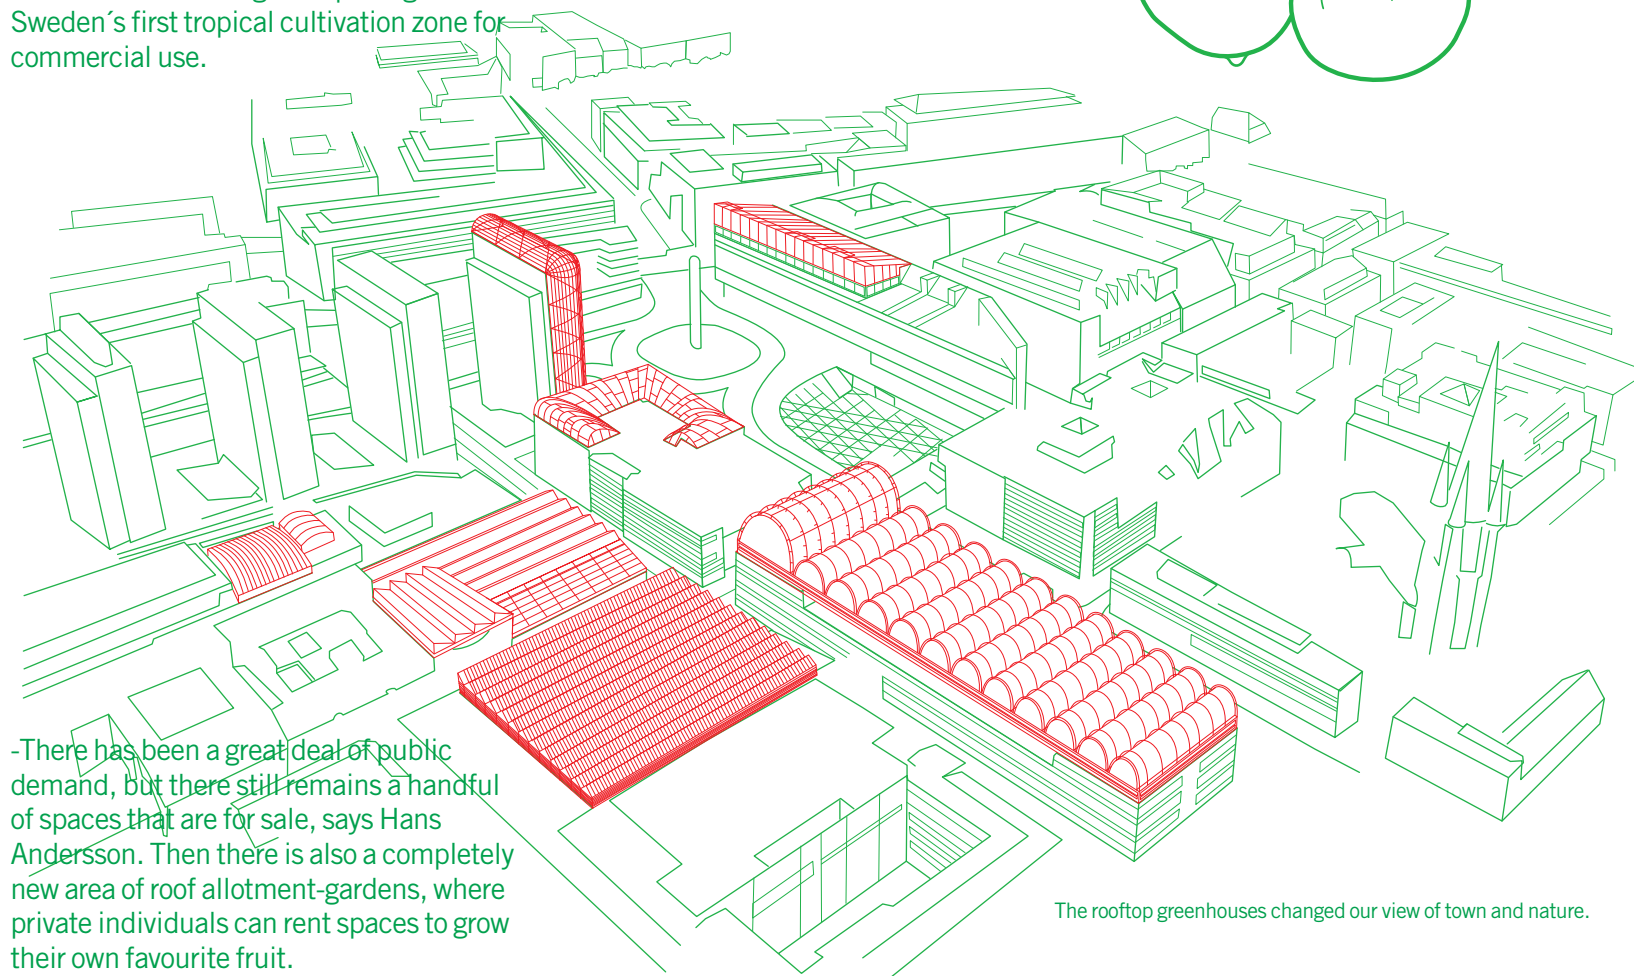 Sweden´s first tropical cultivation zone for
commercial use.
-There has been a great deal of public
demand, but there still remains a handful
of spaces that are for sale, says Hans
Andersson. Then there is also a completely
new area of roof allotment-gardens, where
private individuals can rent spaces to grow
their own favourite fruit.
The rooftop greenhouses changed our view of town and nature.